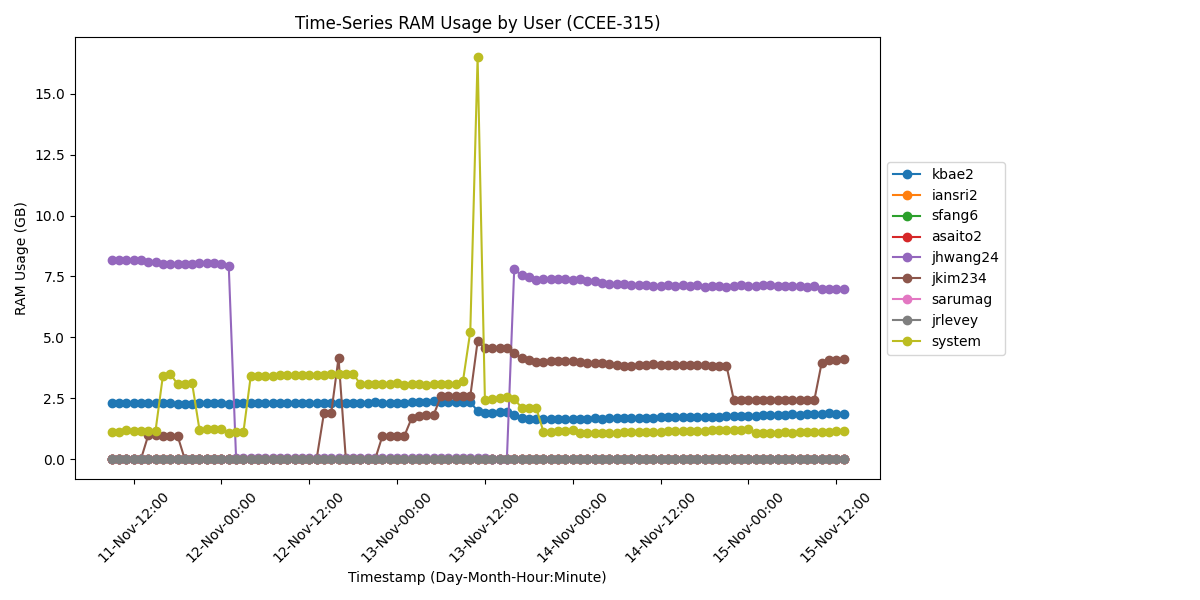 Time-Series RAM Usage by User (CCEE-315)
RAM Usage (GB)
15.0
12.5
10.0
7.5
5.0
2.5
0.0
11-Nov-12:00
12-Nov-00:00
12-Nov-12:00
13-Nov-00:00
13-Nov-12:00
14-Nov-00:00
14-Nov-12:00
15-Nov-00:00
15-Nov-12:00
Timestamp (Day-Month-Hour:Minute)
kbae2
iansri2
sfang6
asaito2
jhwang24
jkim234
sarumag
jrlevey
system